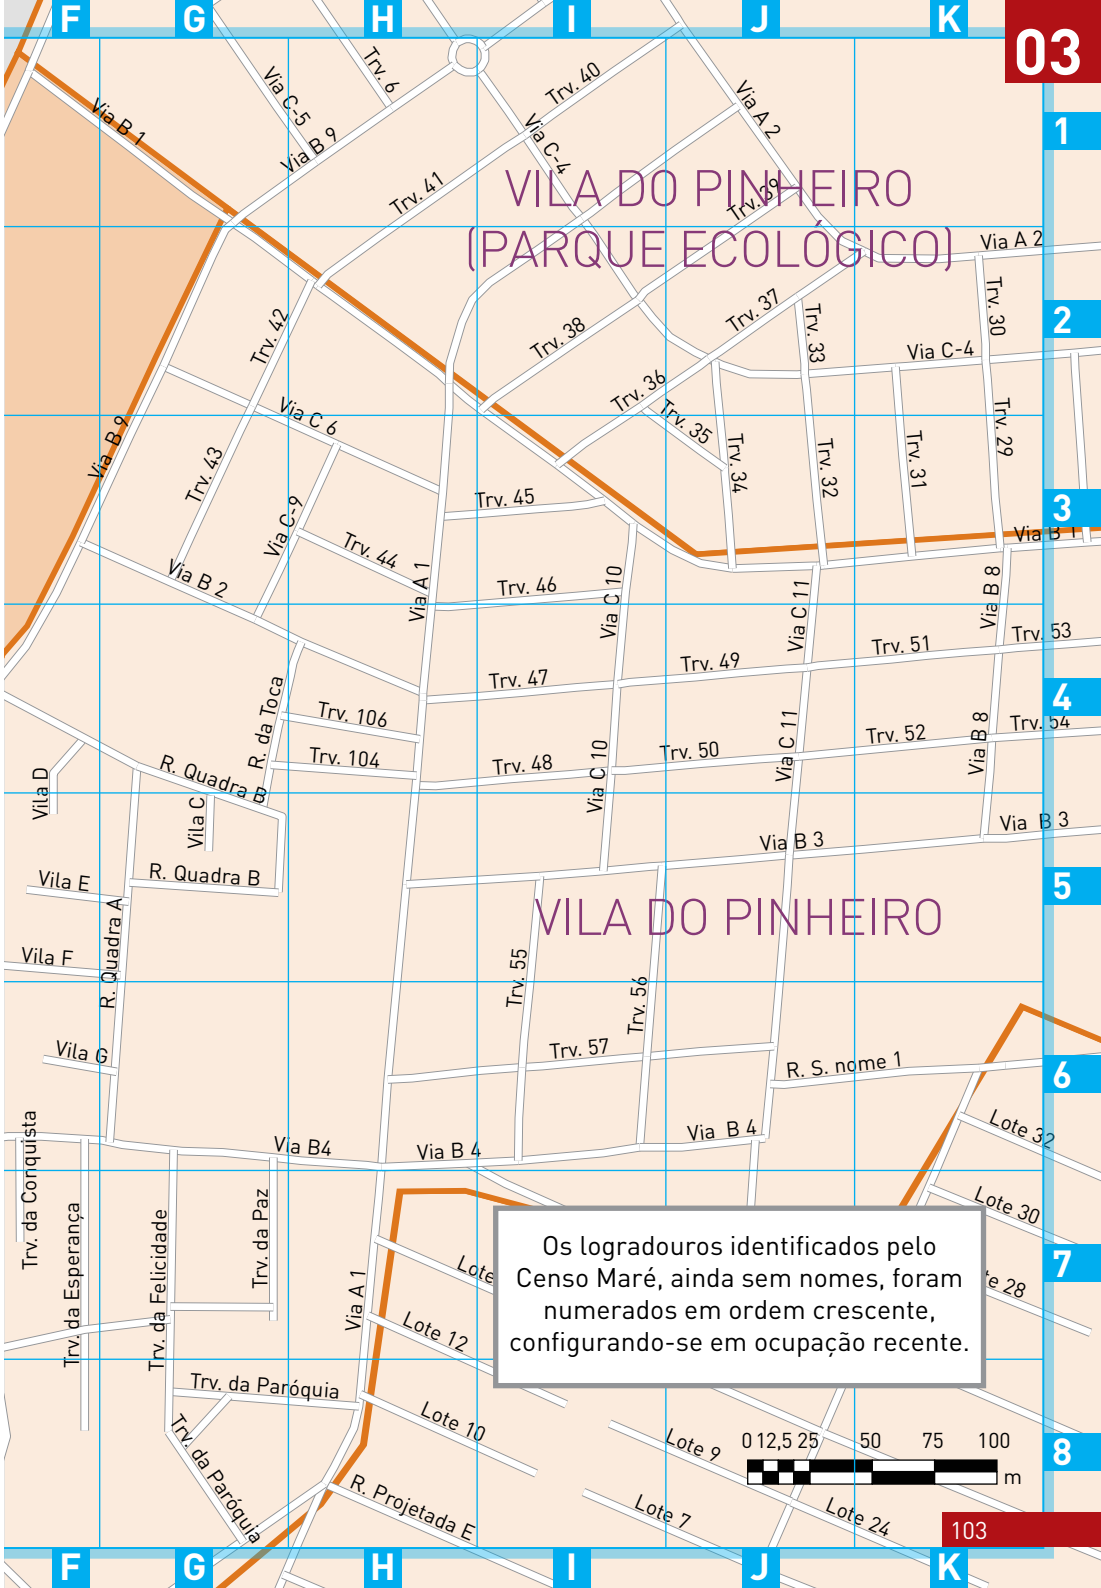 F G H I J K
03
Via B 1
Via C-5
Trv. 6
Via B 9
Trv. 40
Via C-4
Via A 2
1
Trv. 41
VILA DO PINHEIRO
(PARQUE ECOLÓGICO)
Trv. 39
Via A 2
Trv. 42
Trv. 38
Trv. 37
Trv. 33
Trv. 30
2
Via C-4
Trv. 36
Trv. 35
Via C 6
Via B 9
Trv. 43
Via C-9
Trv. 45
Trv. 34
Trv. 32
Trv. 31
Trv. 29
3
Via B 1
Trv. 44
Via B 2
Via A 1
Trv. 46
Via C 10
Via C 11
Via B 8
Trv. 53
Trv. 51
Trv. 49
Trv. 47
R. da Toca
Trv. 106
4
Trv. 54
Trv. 52
Via B 8
Via C 11
Trv. 50
Trv. 48
Via C 10
Trv. 104
R. Quadra B
Vila D
Vila C
Via B 3
Via B 3
R. Quadra B
Vila E
5
R. Quadra A
VILA DO PINHEIRO
Vila F
Trv. 55
Trv. 56
Vila G
Trv. 57
R. S. nome 1
6
Lote 32
Trv. da Conquista
Via B4
Via B 4
Via B 4
Trv. da Esperança
Trv. da Felicidade
Trv. da Paz
Via A 1
Lote 30
7
Lote
te 28
Lote 12
Os logradouros identificados pelo
Censo Maré, ainda sem nomes, foram
numerados em ordem crescente,
configurando-se em ocupação recente.
Trv. da Paróquia
Trv. da Paróquia
Lote 10
Lote 9
0 12,5 25 50 75 100
m
8
R. Projetada E
Lote 7
Lote 24
103
F G H I J K